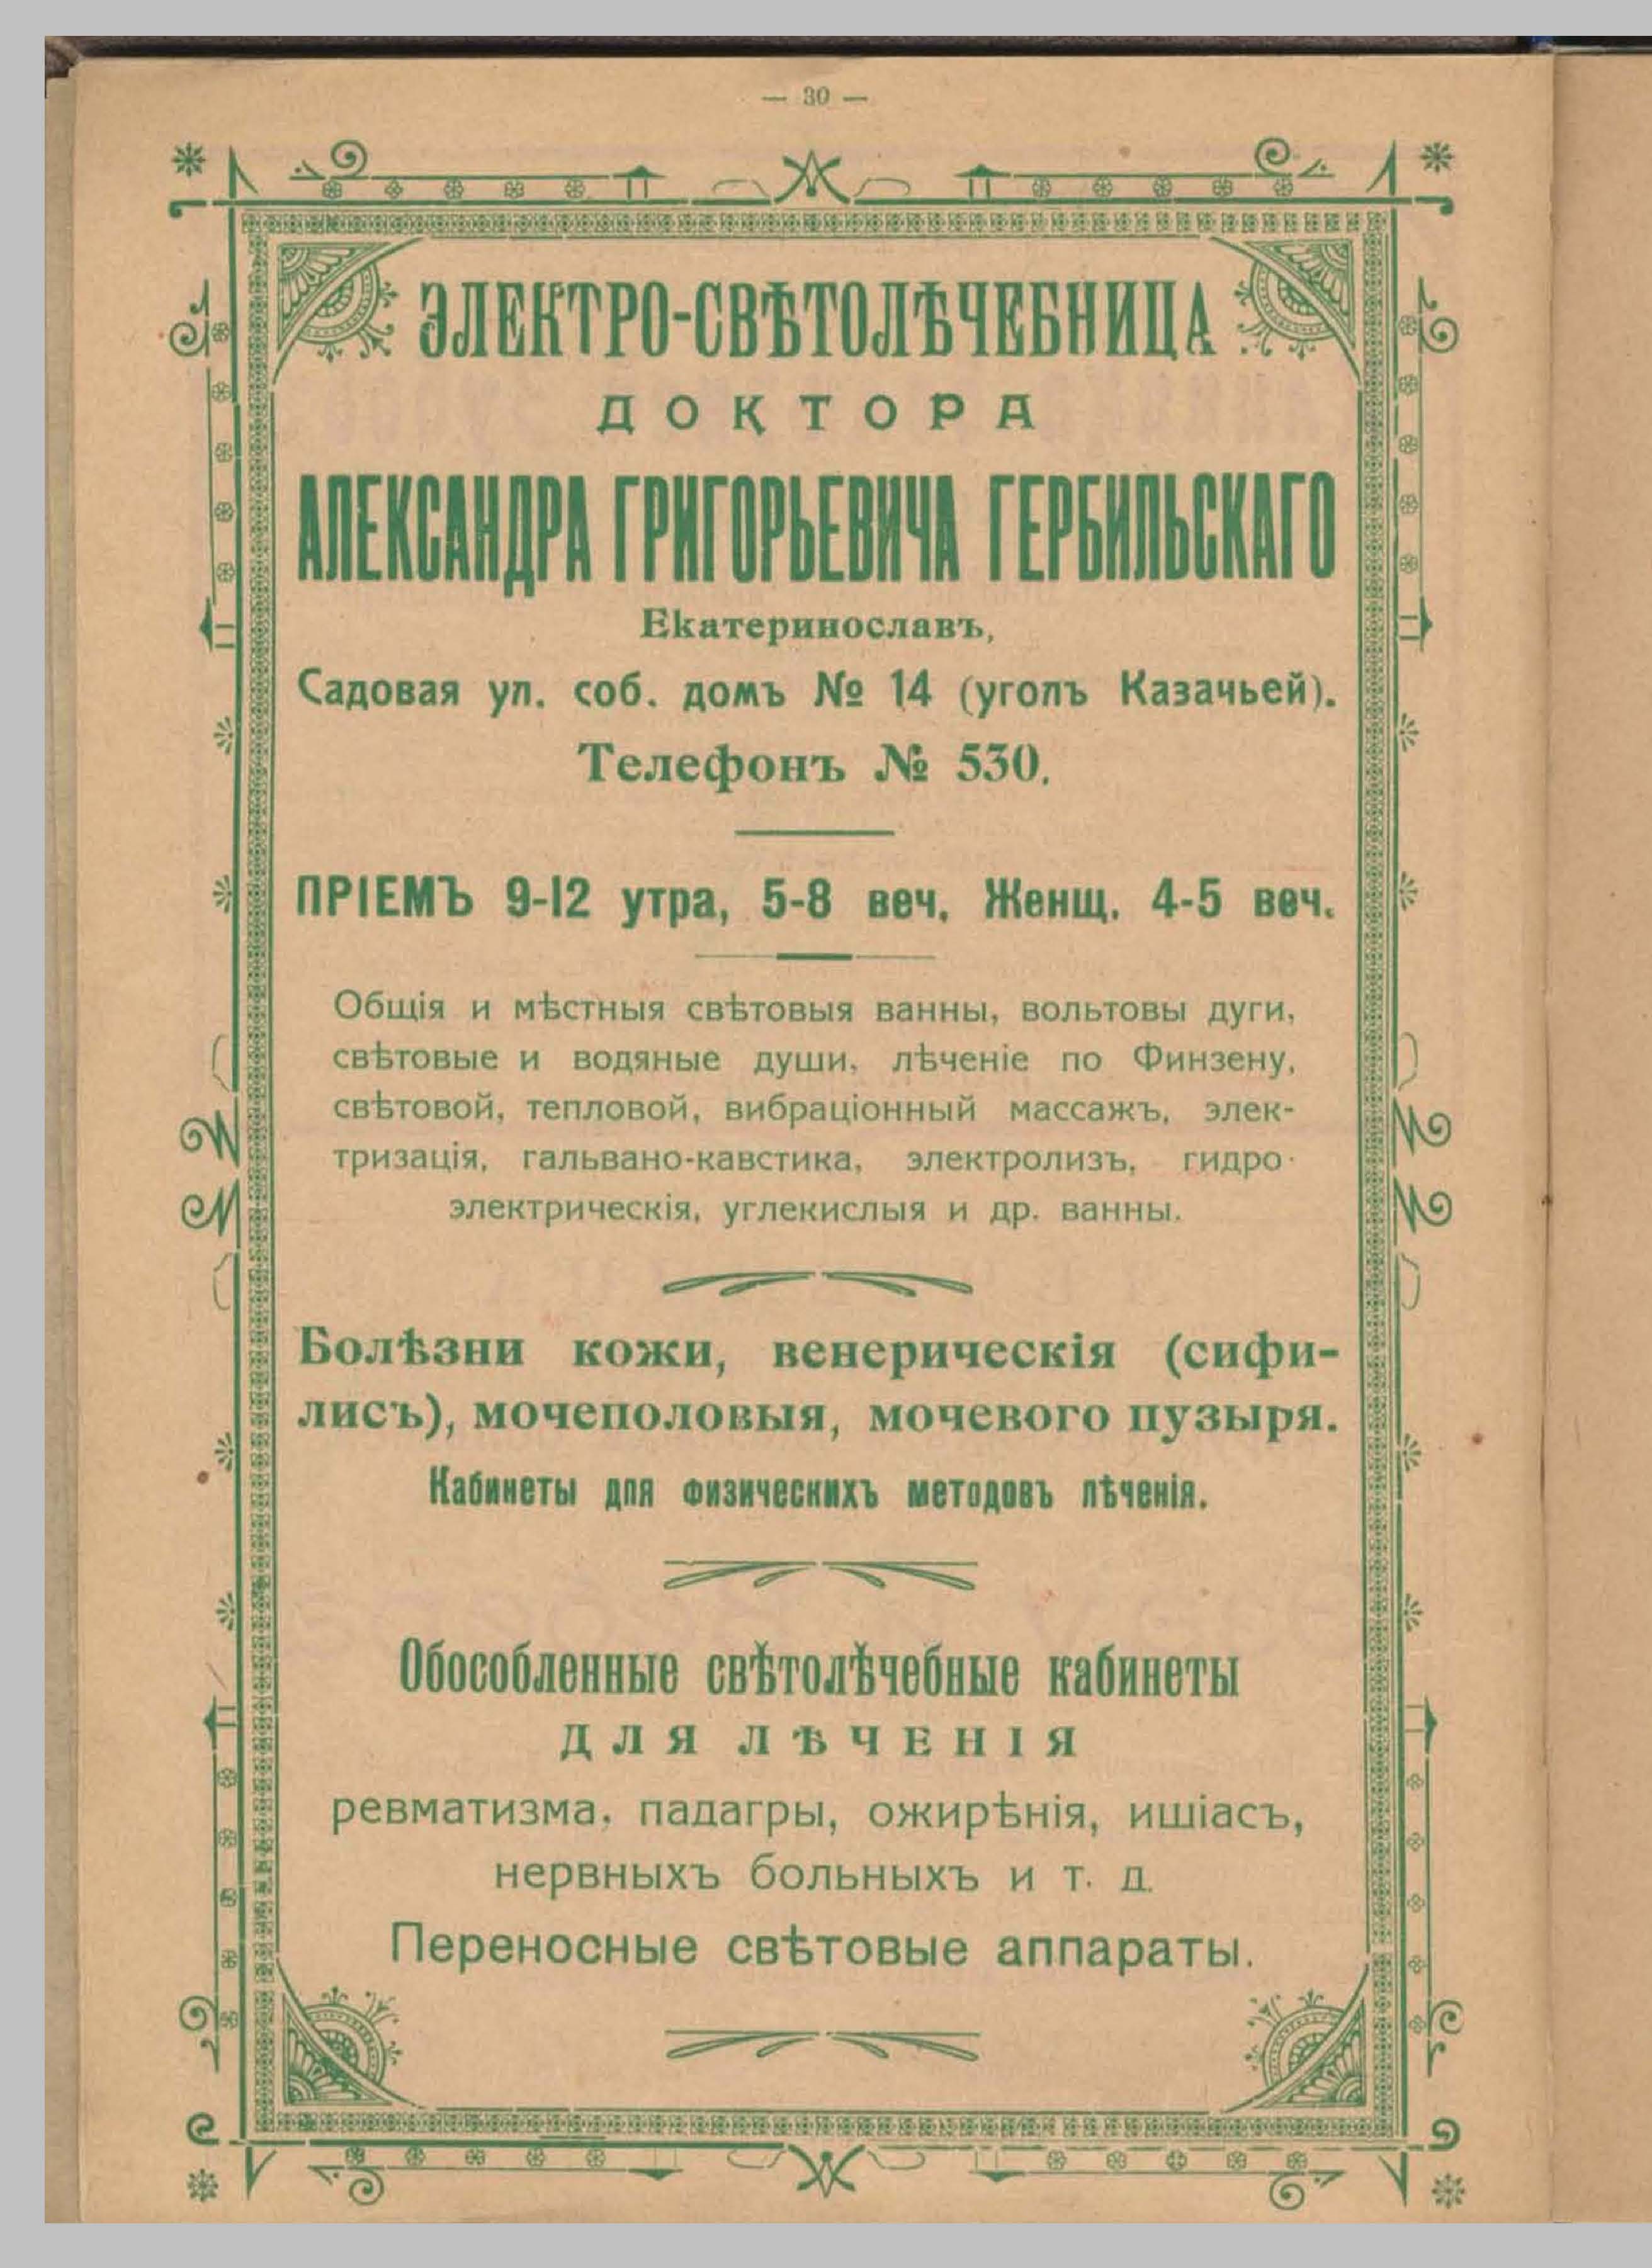 — 30 —
ЭЛЕКТРО-СВѢТОЛѢЧЕБНИЦА
ДОКТОРА
АЛЕКСАНДРА ГРИГОРЬЕВИЧА ГЕРБИЛЬСКАГО
Екатеринославъ,
Садовая ул. соб. домъ № 14 (уголъ Казачьей).
Телефонъ № 530.
ПРІЕМЪ 9-12 утра, 5-8 веч. Женщ. 4-5 веч.
Общія и мѣстныя свѣтовыя ванны, вольтовы дуги,
свѣтовые и водяные души, лѣченіе по Финзену,
свѣтовой, тепловой, вибраціонный массажъ, элек-
тризація, гальвано-кавстика, электролизъ, гидро-
электрическія, углекислыя и др. ванны.
Болѣзни кожи, венерическія (сифи-
лисъ), мочеполовыя, мочевого пузыря.
Кабинеты для физическихъ методовъ лѣченія.
Обособленные свѣтолѣчебные кабинеты
ДЛЯ ЛѢЧЕНІЯ
ревматизма, падагры, ожирѣнія, ишіасъ,
нервныхъ больныхъ и т. д.
Переносные свѣтовые аппараты.